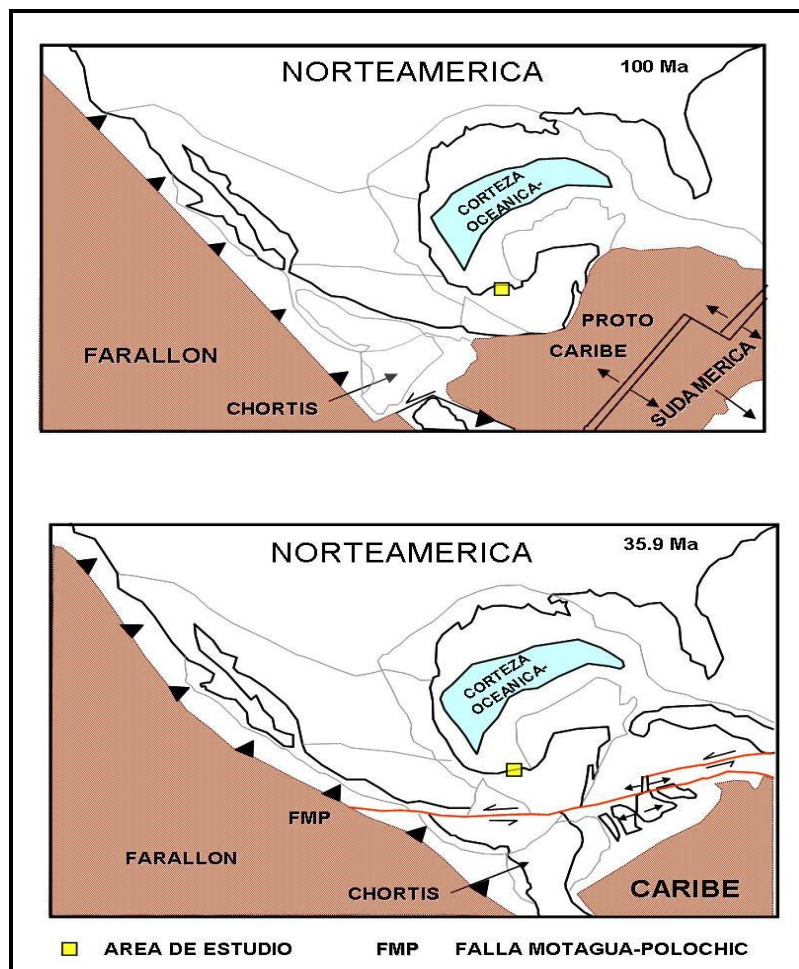 NORTEAMERICA
100 Ma
CORTEZA
OCEANICA-
FARALLON
PROTO
CARIBE
SUDAMERICA
CHORTIS
NORTEAMERICA
35.9 Ma
CORTEZA
OCEANICA-
FMP
FARALLON
CHORTIS
CARIBE
AREA DE ESTUDIO FMP FALLA MOTAGUA-POLOCHIC